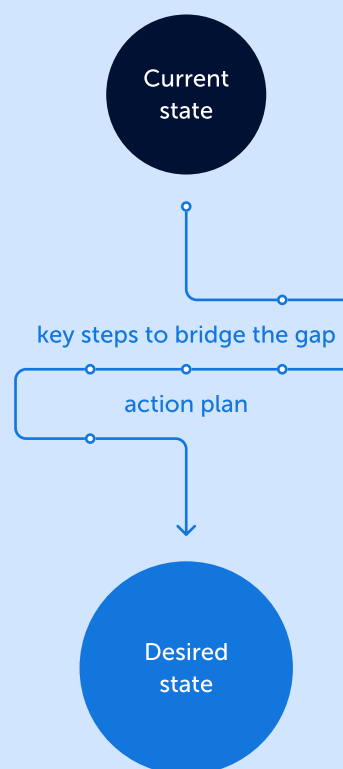 Current
state
key steps to bridge the gap
action plan
Desired
state